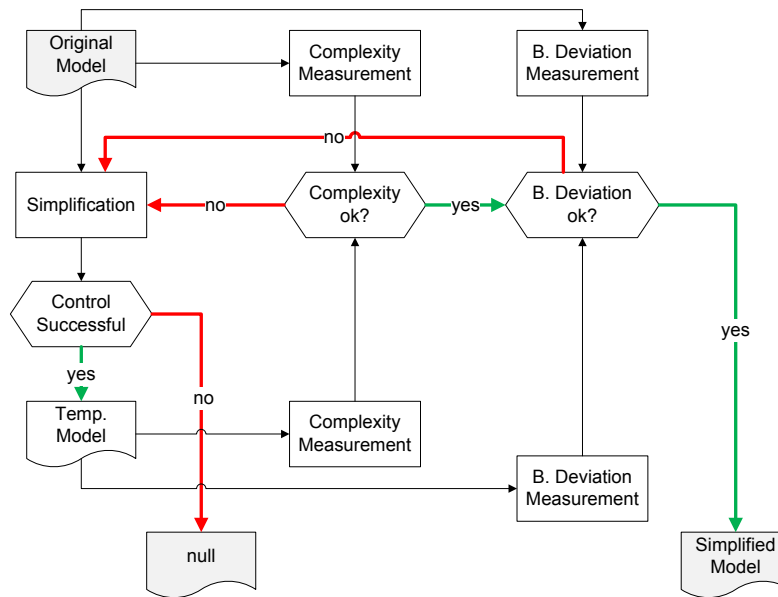 Original
Model
Complexity
Measurement
B. Deviation
Measurement
no
Simplification
no
Complexity
ok?
yes
B. Deviation
ok?
Control
Successful
yes
yes
no
Temp.
Model
Complexity
Measurement
B. Deviation
Measurement
null
Simplified
Model